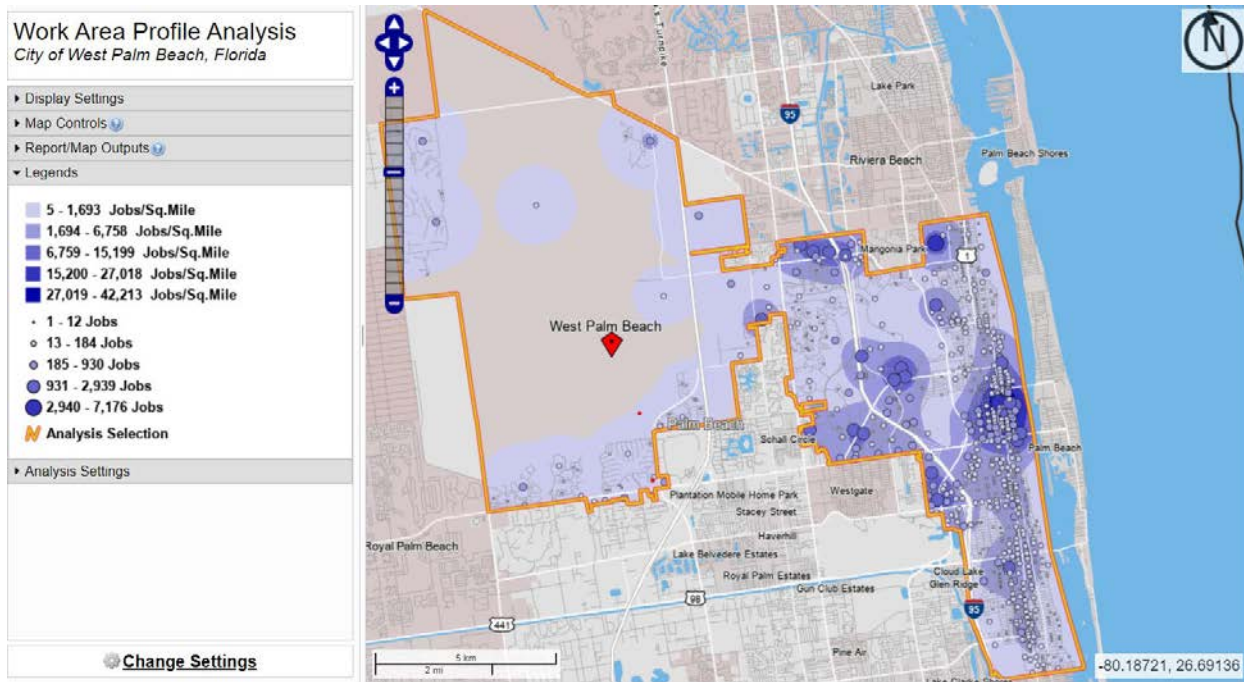 Work Area Profile Analysis
City of West Palm Beach, Florida
Display Settings
Map Controls
Report/Map Outputs
Legends
5 - 1,693 Jobs/Sq.Mile
1,694 - 6,758 Jobs/Sq.Mile
6,759 - 15,199 Jobs/Sq.Mile
15,200 - 27,018 Jobs/Sq.Mile
27,019 - 42,213 Jobs/Sq.Mile
1 - 12 Jobs
13 - 184 Jobs
185 - 930 Jobs
931 - 2,939 Jobs
2,940 - 7,176 Jobs
Analysis Selection
Analysis Settings
Change Settings
N
Turnpike
Lake Park
95
Riviera Beach
Palm Beach Shores
Mangonia Park
1
West Palm Beach
Palm Beach
Schall Circle
Palm Beach
Plantation Mobile Home Park
Westgate
Stacey Street
Haverhill
Royal Palm Beach
Lake Belvedere Estates
Royal Palm Estates
Cloud Lake
Glen Ridge
Gun Club Estates
98
95
441
Pine Air
Lake Clarke Shores
5 km
2 mi
-80.18721, 26.69136